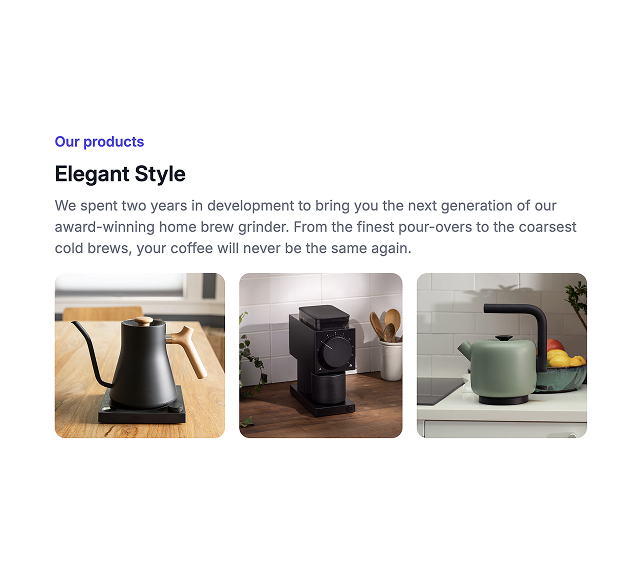 Our products
Elegant Style
We spent two years in development to bring you the next generation of our
award-winning home brew grinder. From the finest pour-overs to the coarsest
cold brews, your coffee will never be the same again.